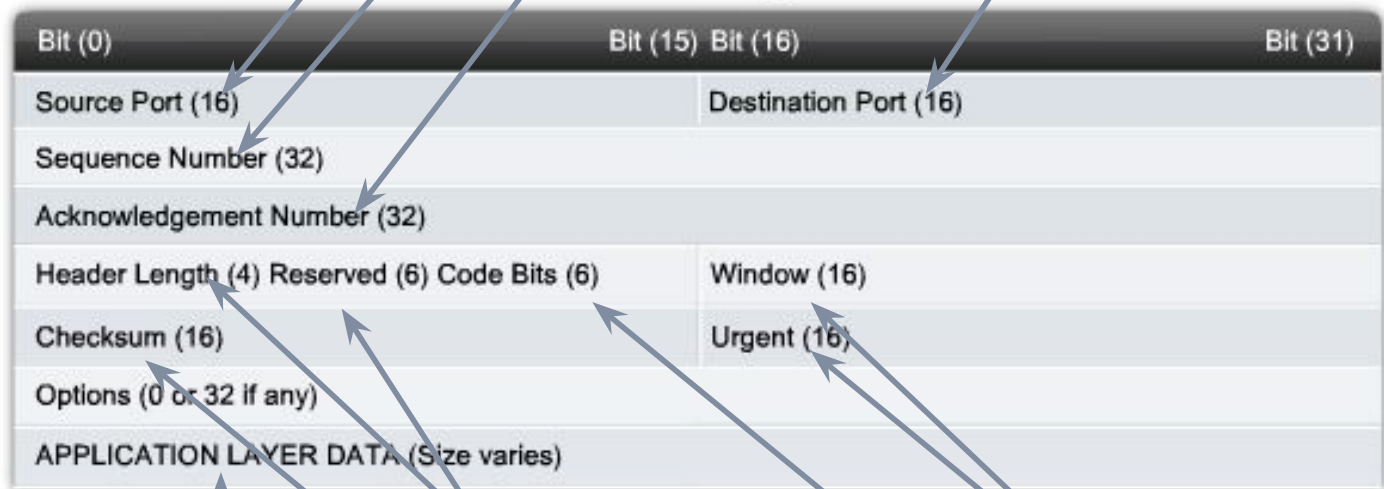 Bit (0) Bit (15) Bit (16) Bit (31)
Source Port (16) Destination Port (16)
Sequence Number (32)
Acknowledgement Number (32)
Header Length (4) Reserved (6) Code Bits (6) Window (16)
Checksum (16) Urgent (16)
Options (0 or 32 if any)
APPLICATION LAYER DATA (Size varies)